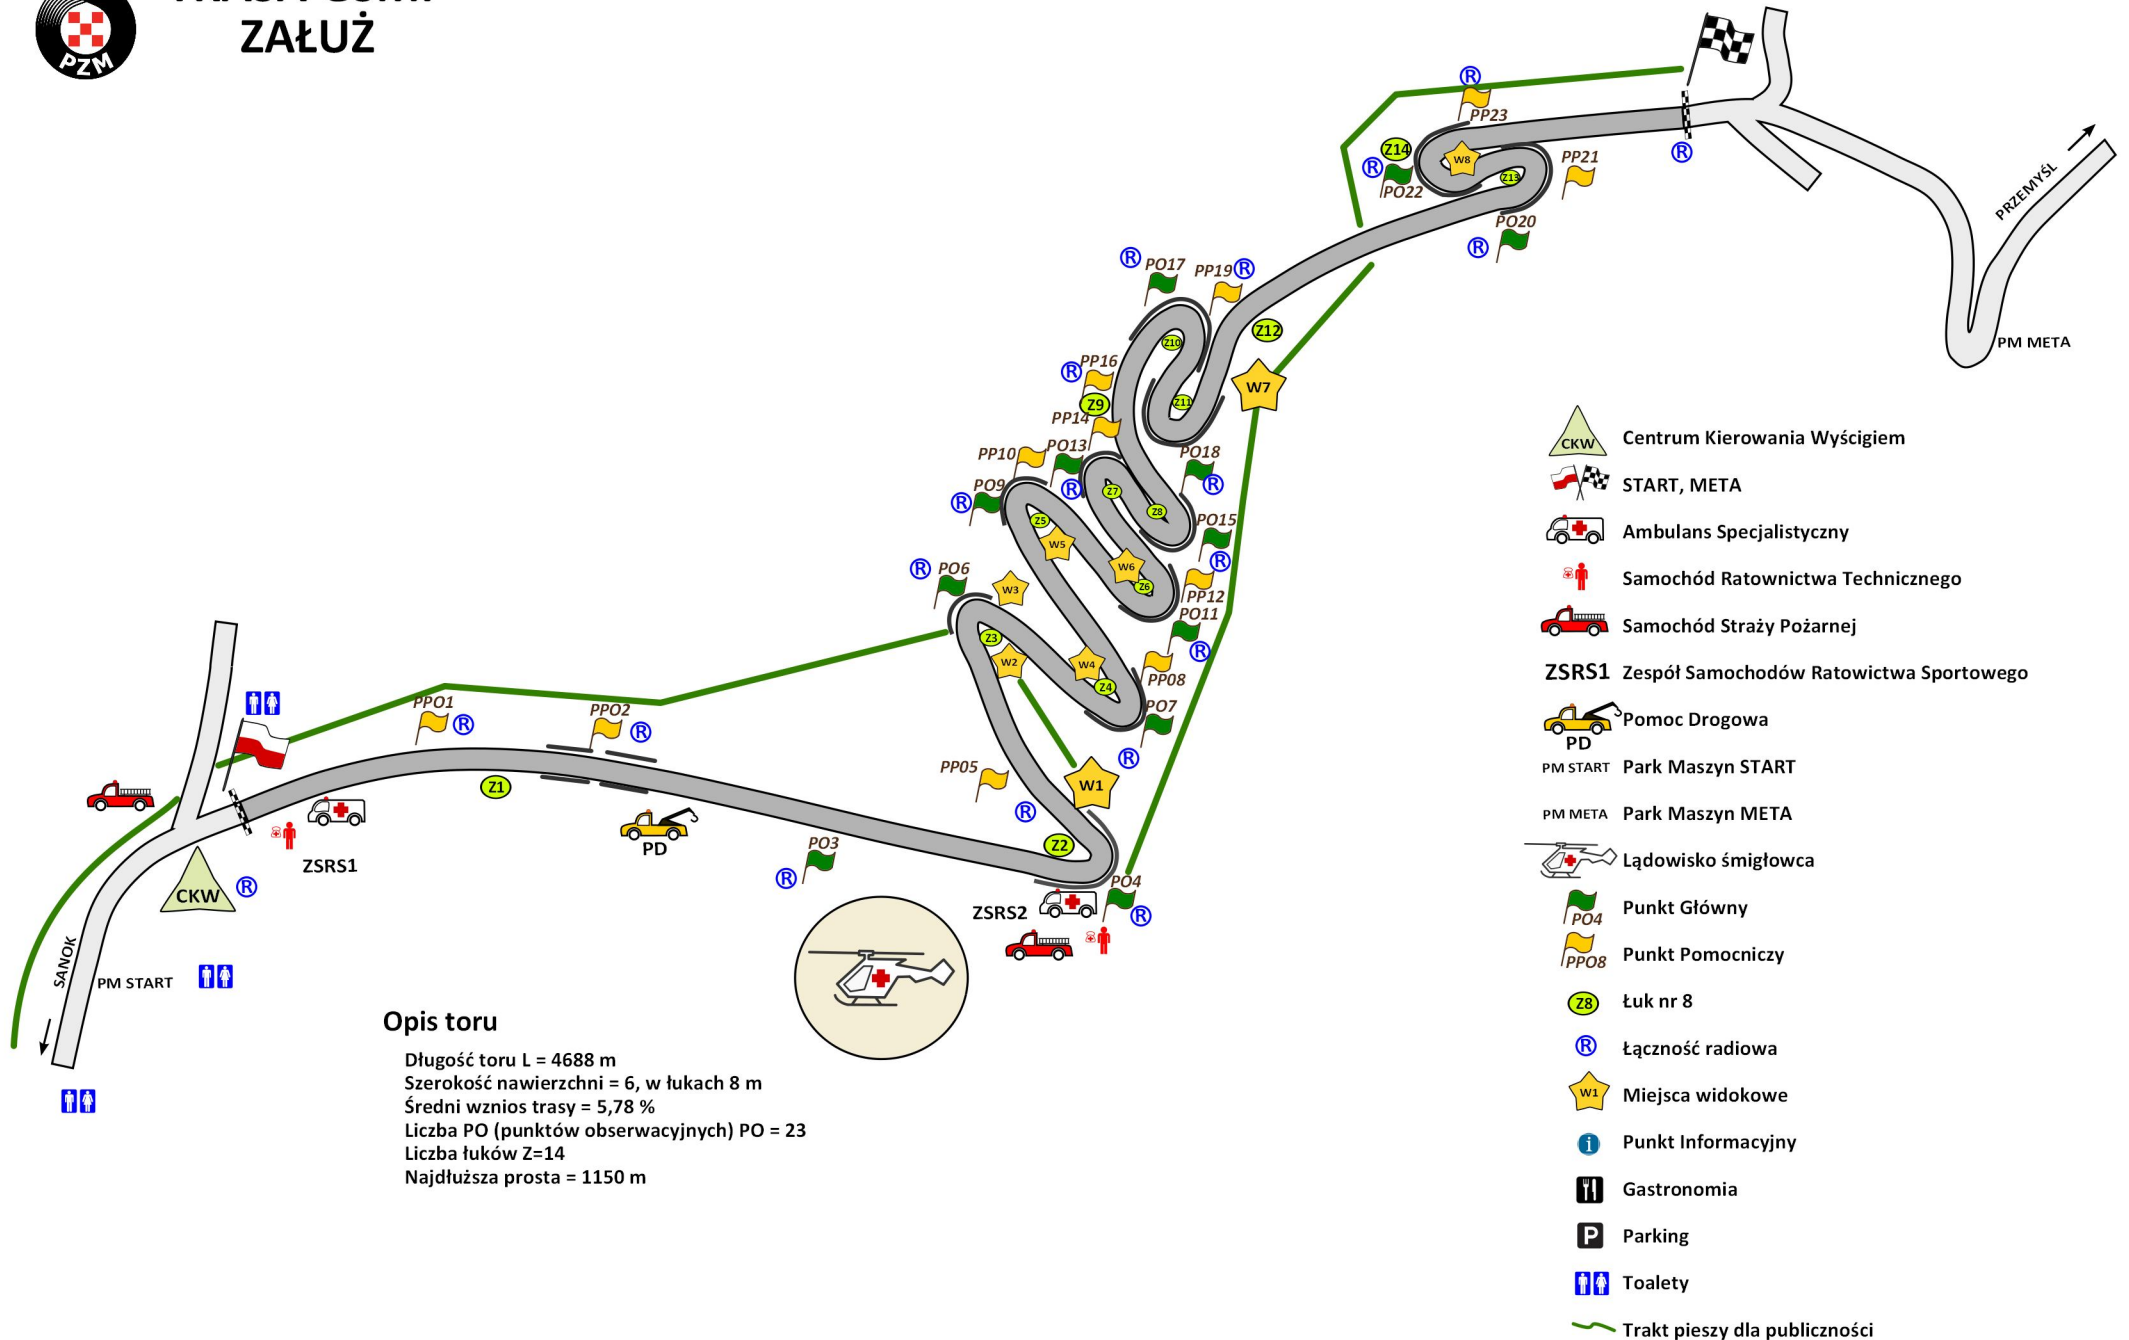 PZM
ZAŁUŻ
R
PP23
Z14
W8
R
PO22
Z13
PP21
R
PO20
R
PRZEMYŚL
PM META
R
PO17
PP19
R
Z12
Z10
PP16
R
Z9
Z11
W7
PP14
PO13
PP10
PO18
R
PO9
R
R
Z7
Z8
Z5
W5
PO15
R
W6
Z6
PP12
PO11
R
R
PO6
W3
Z3
W2
W4
Z4
PP08
PO7
R
PPO1
R
PPO2
R
Z1
PP05
R
W1
Z2
PD
PO3
R
ZSRS1
CKW
R
PO4
R
ZSRS2
SANOK
PM START
Opis toru
Długość toru L = 4688 m
Szerokość nawierzchni = 6, w łukach 8 m
Średni wznios trasy = 5,78 %
Liczba PO (punktów obserwacyjnych) PO = 23
Liczba łuków Z=14
Najdłuższa prosta = 1150 m
CKW Centrum Kierowania Wyścigiem
START, META
Ambulans Specjalistyczny
Samochód Ratownictwa Technicznego
Samochód Straży Pożarnej
ZSRS1 Zespół Samochodów Ratowictwa Sportowego
Pomoc Drogowa
PD
PM START Park Maszyn START
PM META Park Maszyn META
Lądowisko śmigłowca
PO4 Punkt Główny
PPO8 Punkt Pomocniczy
Z8 Łuk nr 8
R Łączność radiowa
W1 Miejsca widokowe
i Punkt Informacyjny
Gastronomia
P Parking
Toalety
Trakt pieszy dla publiczności